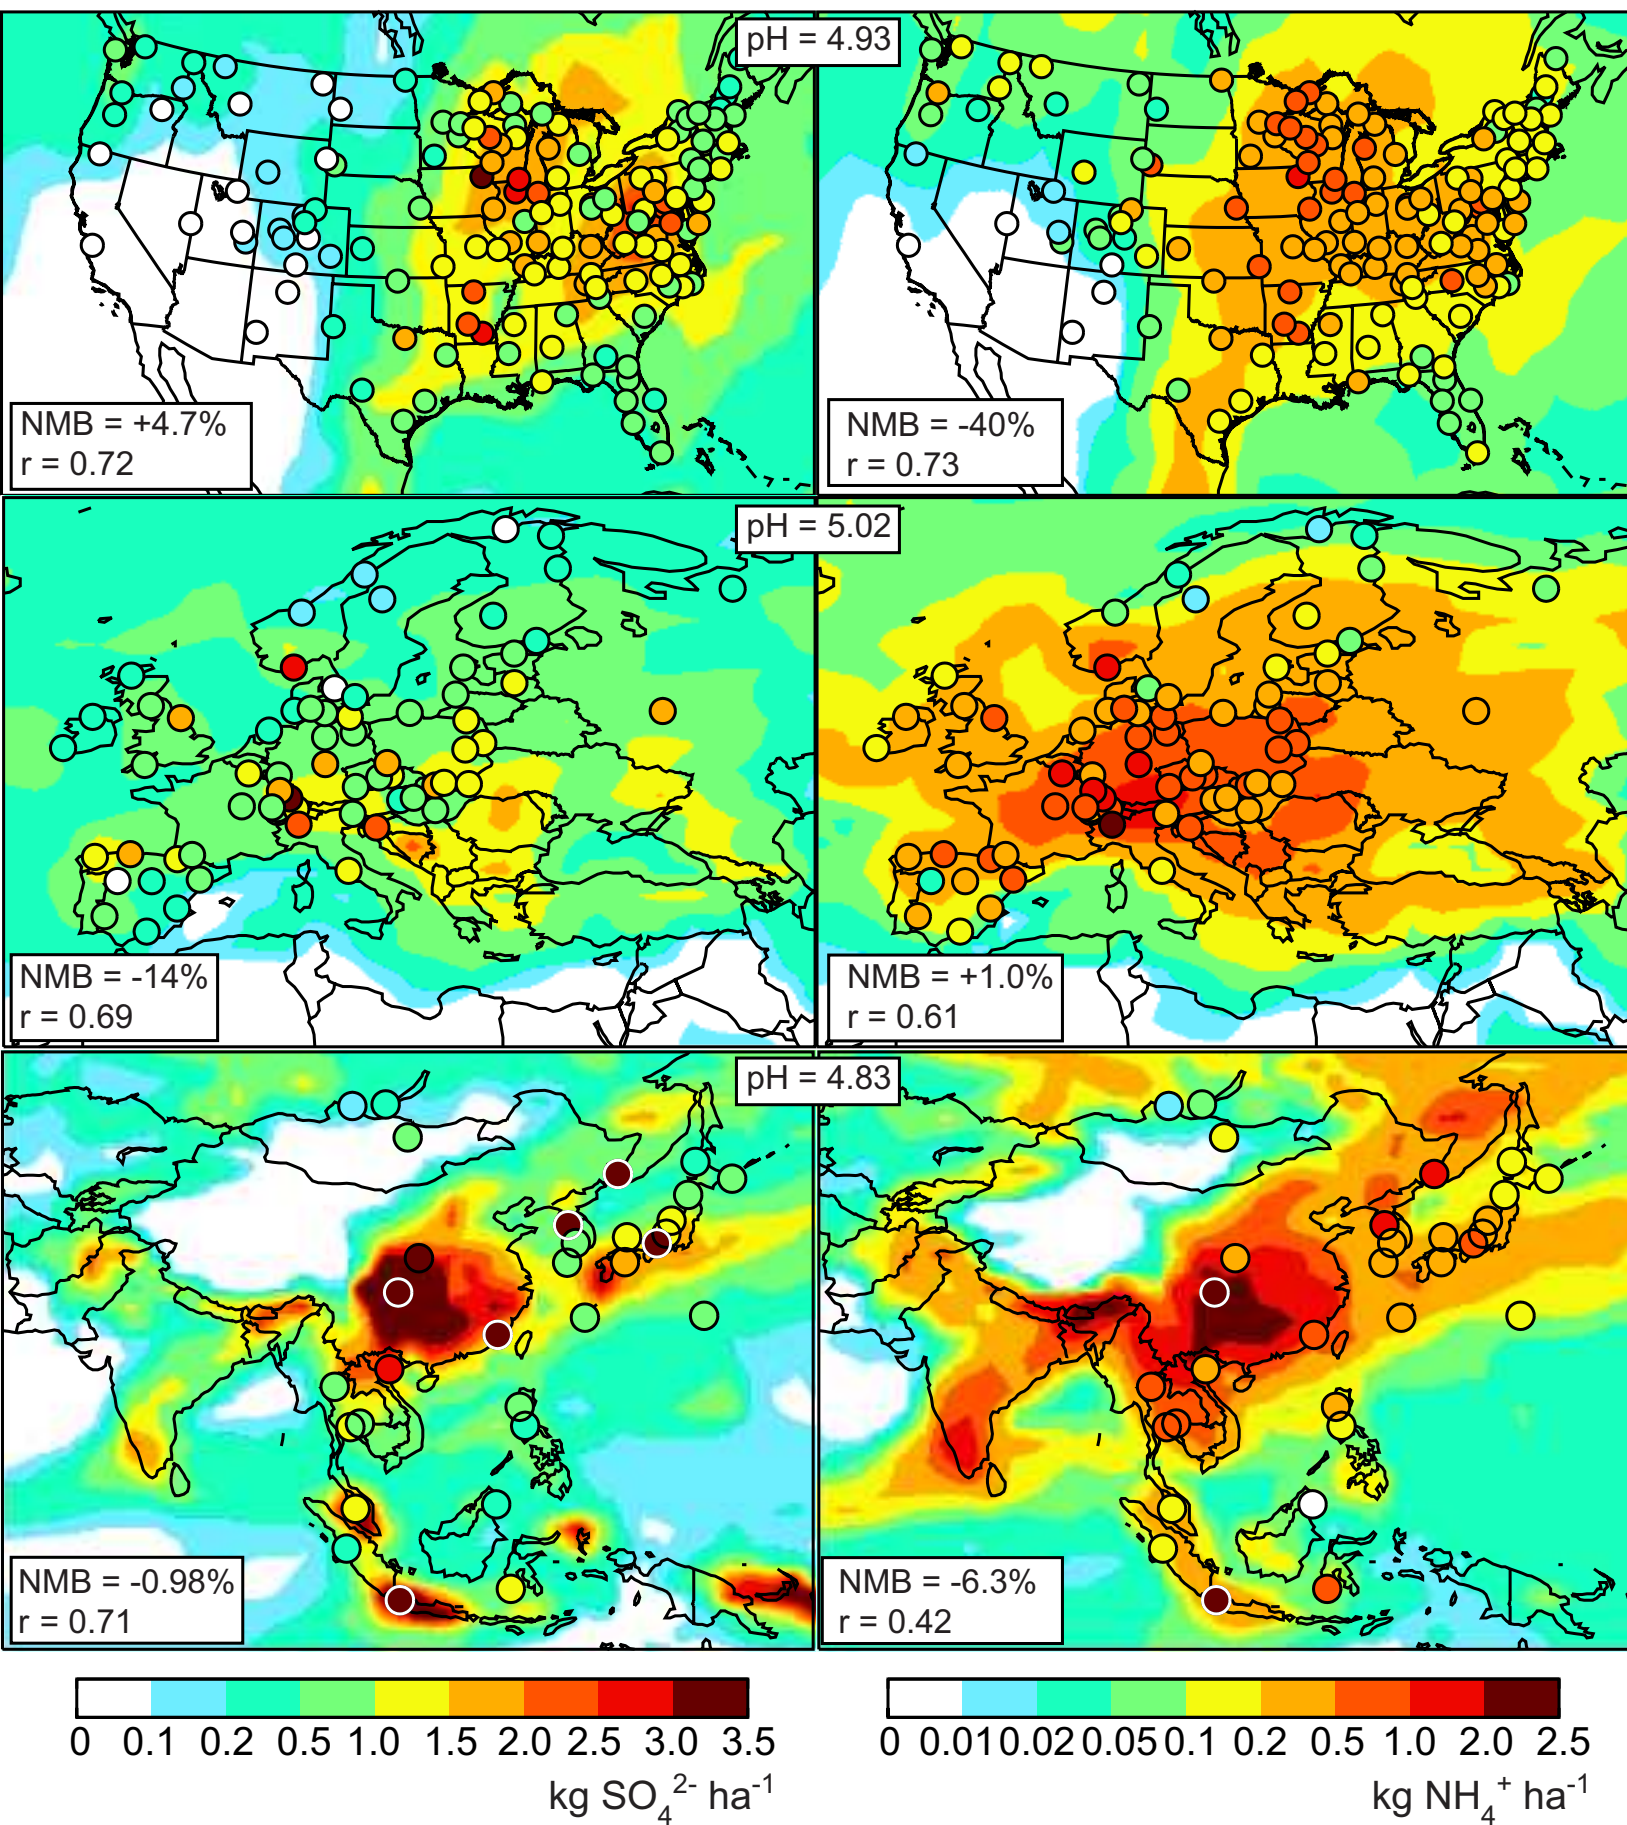 pH = 4.93
NMB = +4.7%
r = 0.72
NMB = -40%
r = 0.73
pH = 5.02
NMB = -14%
r = 0.69
NMB = +1.0%
r = 0.61
pH = 4.83
NMB = -0.98%
r = 0.71
NMB = -6.3%
r = 0.42
0 0.1 0.2 0.5 1.0 1.5 2.0 2.5 3.0 3.5
kg SO₄²⁻ ha⁻¹
0 0.01 0.02 0.05 0.1 0.2 0.5 1.0 2.0 2.5
kg NH₄⁺ ha⁻¹